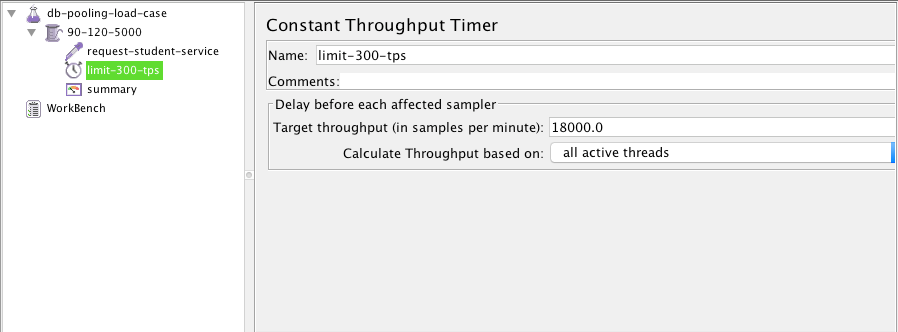 db-pooling-load-case
90-120-5000
request-student-service
limit-300-tps
summary
WorkBench
Constant Throughput Timer
Name: limit-300-tps
Comments:
Delay before each affected sampler
Target throughput (in samples per minute): 18000.0
Calculate Throughput based on: all active threads